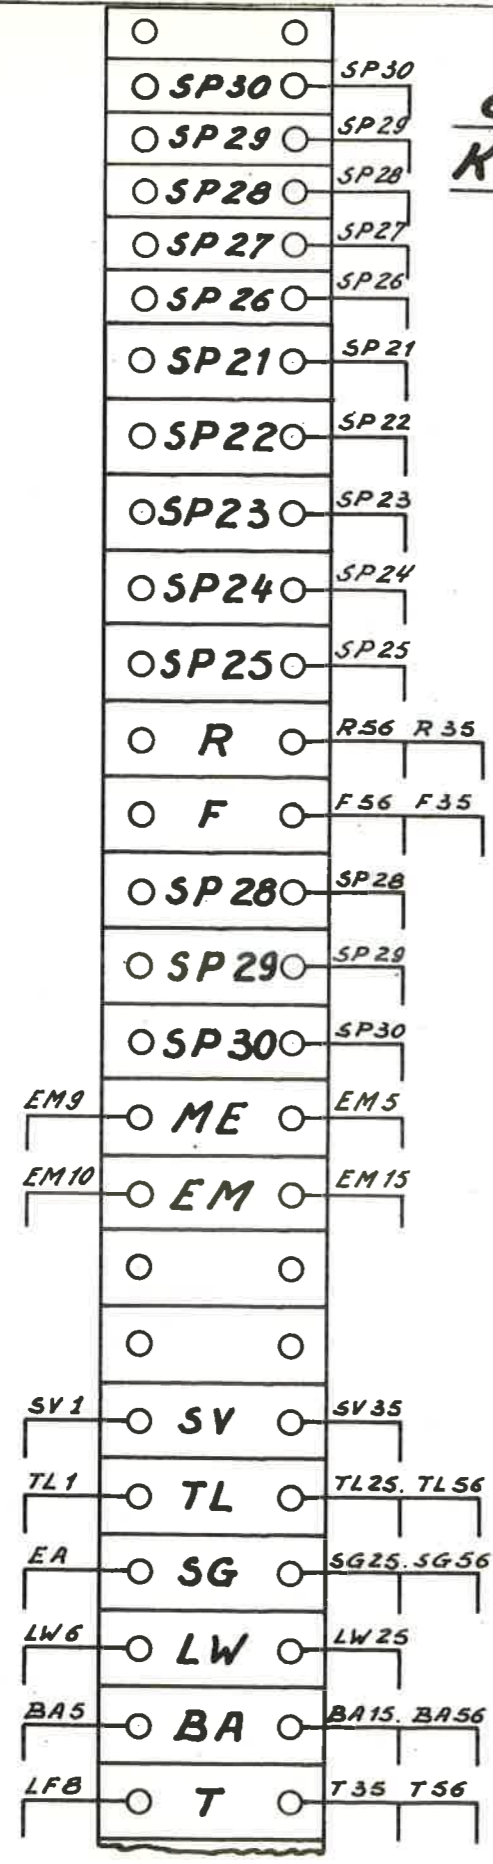 SP30 SP30
SP29 SP29
SP28 SP28
SP27 SP27
SP26 SP26
SP21 SP21
SP22 SP22
SP23 SP23
SP24 SP24
SP25 SP25
R R56 R35
F F56 F35
SP28 SP28
SP29 SP29
SP30 SP30
EM9 ME EM5
EM10 EM EM15
SV1 SV SV35
TL1 TL TL25. TL56
EA SG SG25. SG56
LW6 LW LW25
BA5 BA BA15. BA56
LF8 T T35 T56